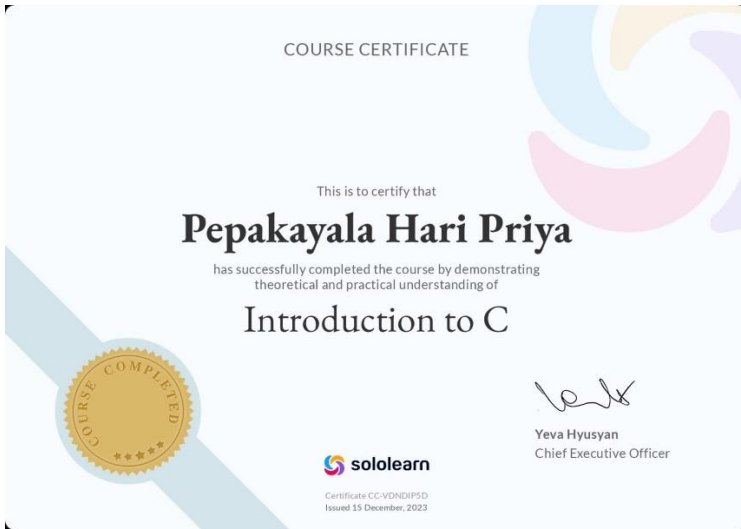 COURSE CERTIFICATE
This is to certify that
Pepakayala Hari Priya
has successfully completed the course by demonstrating
theoretical and practical understanding of
Introduction to C
COURSE COMPLETED
Yeva Hyusyan
Chief Executive Officer
sololearn
Certificate CC-VDNDIP5D
Issued 15 December, 2023